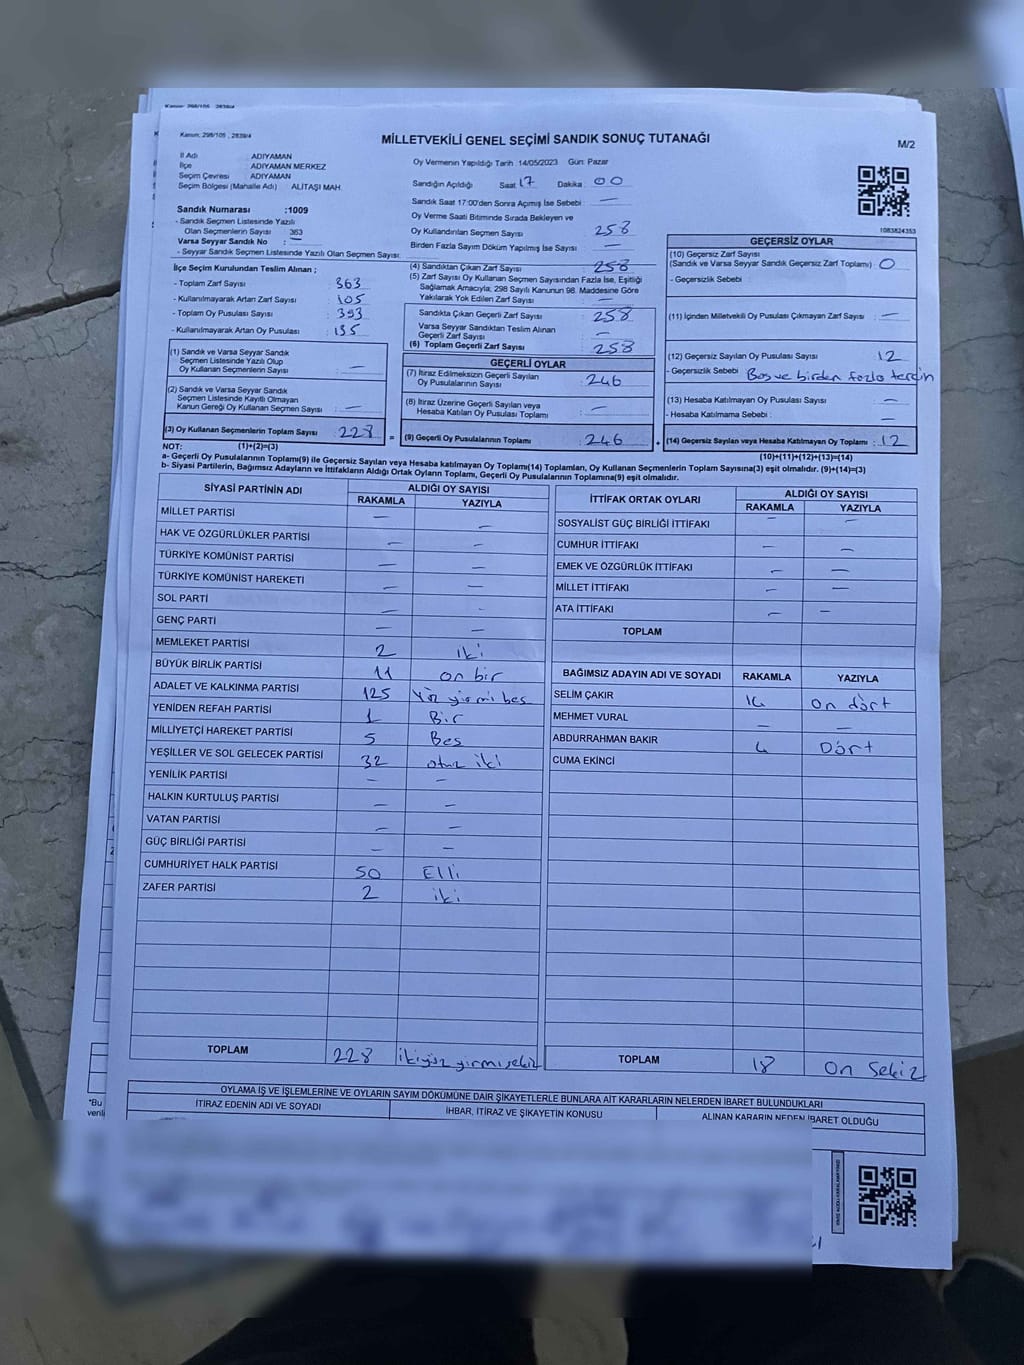 Kanun: 298/105 , 2839/4
Kanun: 298/105 , 2839/4
MİLLETVEKİLİ GENEL SEÇİMİ SANDIK SONUÇ TUTANAĞI
M/2
İl Adı : ADIYAMAN
İlçe : ADIYAMAN MERKEZ
Seçim Çevresi : ADIYAMAN
Seçim Bölgesi (Mahalle Adı) ALİTAŞI MAH.
Sandık Numarası :1009
- Sandık Seçmen Listesinde Yazılı
Olan Seçmenlerin Sayısı : 363
Varsa Seyyar Sandık No : —
- Seyyar Sandık Seçmen Listesinde Yazılı Olan Seçmen Sayısı:
İlçe Seçim Kurulundan Teslim Alınan ;
- Toplam Zarf Sayısı : 363
- Kullanılmayarak Artan Zarf Sayısı : 105
- Toplam Oy Pusulası Sayısı : 393
- Kullanılmayarak Artan Oy Pusulası : 135
(1) Sandık ve Varsa Seyyar Sandık
Seçmen Listesinde Yazılı Olup
Oy Kullanan Seçmenlerin Sayısı : —
(2) Sandık ve Varsa Seyyar Sandık
Seçmen Listesinde Kayıtlı Olmayan
Kanun Gereği Oy Kullanan Seçmen Sayısı : —
(3) Oy Kullanan Seçmenlerin Toplam Sayısı : 228
Oy Vermenin Yapıldığı Tarih :14/05/2023 Gün: Pazar
Sandığın Açıldığı Saat :17 Dakika :00
Sandık Saat 17:00'den Sonra Açımış İse Sebebi : —
Oy Verme Saati Bitiminde Sırada Bekleyen ve
Oy Kullandırılan Seçmen Sayısı : 258
Birden Fazla Sayım Döküm Yapılmış İse Sayısı : —
(4) Sandıktan Çıkan Zarf Sayısı : 258
(5) Zarf Sayısı Oy Kullanan Seçmen Sayısından Fazla İse, Eşitliği
Sağlamak Amacıyla; 298 Sayılı Kanunun 98. Maddesine Göre
Yakılarak Yok Edilen Zarf Sayısı : —
Sandıkta Çıkan Geçerli Zarf Sayısı : 258
Varsa Seyyar Sandıktan Teslim Alınan
Geçerli Zarf Sayısı : —
(6) Toplam Geçerli Zarf Sayısı : 258
GEÇERLİ OYLAR
(7) İtiraz Edilmeksizin Geçerli Sayılan
Oy Pusulalarının Sayısı : 246
(8) İtiraz Üzerine Geçerli Sayılan veya
Hesaba Katılan Oy Pusulası Toplamı : —
= (9) Geçerli Oy Pusulalarının Toplamı : 246
1083824353
GEÇERSİZ OYLAR
(10) Geçersiz Zarf Sayısı
(Sandık ve Varsa Seyyar Sandık Geçersiz Zarf Toplamı) : 0
- Geçersizlik Sebebi :
(11) İçinden Milletvekili Oy Pusulası Çıkmayan Zarf Sayısı : —
(12) Geçersiz Sayılan Oy Pusulası Sayısı : 12
- Geçersizlik Sebebi : Boş ve birden fazla tercih
(13) Hesaba Katılmayan Oy Pusulası Sayısı : —
- Hesaba Katılmama Sebebi : —
+ (14) Geçersiz Sayılan veya Hesaba Katılmayan Oy Toplamı : 12
NOT: (1)+(2)=(3)
(10)+(11)+(12)+(13)=(14)
a- Geçerli Oy Pusulalarının Toplamı(9) ile Geçersiz Sayılan veya Hesaba katılmayan Oy Toplamı(14) Toplamları, Oy Kullanan Seçmenlerin Toplam Sayısına(3) eşit olmalıdır. (9)+(14)=(3)
b- Siyasi Partilerin, Bağımsız Adayların ve İttifakların Aldığı Ortak Oyların Toplamı, Geçerli Oy Pusulalarının Toplamına(9) eşit olmalıdır.
SİYASİ PARTİNİN ADI ALDIĞI OY SAYISI
RAKAMLA YAZIYLA
MİLLET PARTİSİ — —
HAK VE ÖZGÜRLÜKLER PARTİSİ — —
TÜRKİYE KOMÜNİST PARTİSİ — —
TÜRKİYE KOMÜNİST HAREKETİ — —
SOL PARTİ — -
GENÇ PARTİ — —
MEMLEKET PARTİSİ 2 iki
BÜYÜK BİRLİK PARTİSİ 11 on bir
ADALET VE KALKINMA PARTİSİ 125 Yüz yirmi beş
YENİDEN REFAH PARTİSİ 1 Bir
MİLLİYETÇİ HAREKET PARTİSİ 5 Beş
YEŞİLLER VE SOL GELECEK PARTİSİ 32 otuz iki
YENİLİK PARTİSİ — —
HALKIN KURTULUŞ PARTİSİ — —
VATAN PARTİSİ — —
GÜÇ BİRLİĞİ PARTİSİ — —
CUMHURİYET HALK PARTİSİ 50 Elli
ZAFER PARTİSİ 2 iki
TOPLAM 228 ikiyüz yirmi sekiz
İTTİFAK ORTAK OYLARI ALDIĞI OY SAYISI
RAKAMLA YAZIYLA
SOSYALİST GÜÇ BİRLİĞİ İTTİFAKI — —
CUMHUR İTTİFAKI — —
EMEK VE ÖZGÜRLÜK İTTİFAKI — —
MİLLET İTTİFAKI — —
ATA İTTİFAKI — —
TOPLAM
BAĞIMSIZ ADAYIN ADI VE SOYADI RAKAMLA YAZIYLA
SELİM ÇAKIR 14 On dört
MEHMET VURAL — —
ABDURRAHMAN BAKIR 4 Dört
CUMA EKİNCİ
TOPLAM 18 On Sekiz
OYLAMA İŞ VE İŞLEMLERİNE VE OYLARIN SAYIM DÖKÜMÜNE DAİR ŞİKAYETLERLE BUNLARA AİT KARARLARIN NELERDEN İBARET BULUNDUKLARI
İTİRAZ EDENİN ADI VE SOYADI İHBAR, İTİRAZ VE ŞİKAYETİN KONUSU ALINAN KARARIN NEDEN İBARET OLDUĞU
*Bu